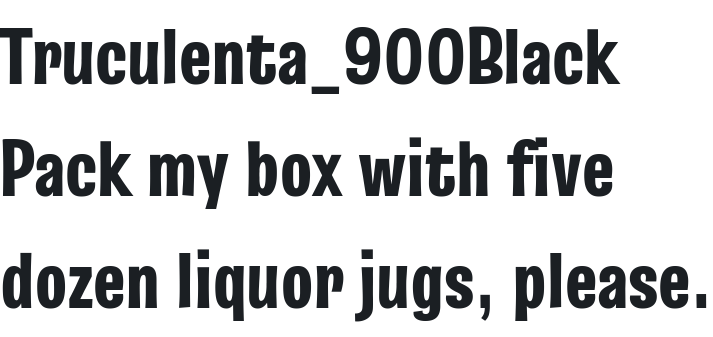 Truculenta_900Black
Pack my box with five
dozen liquor jugs, please.